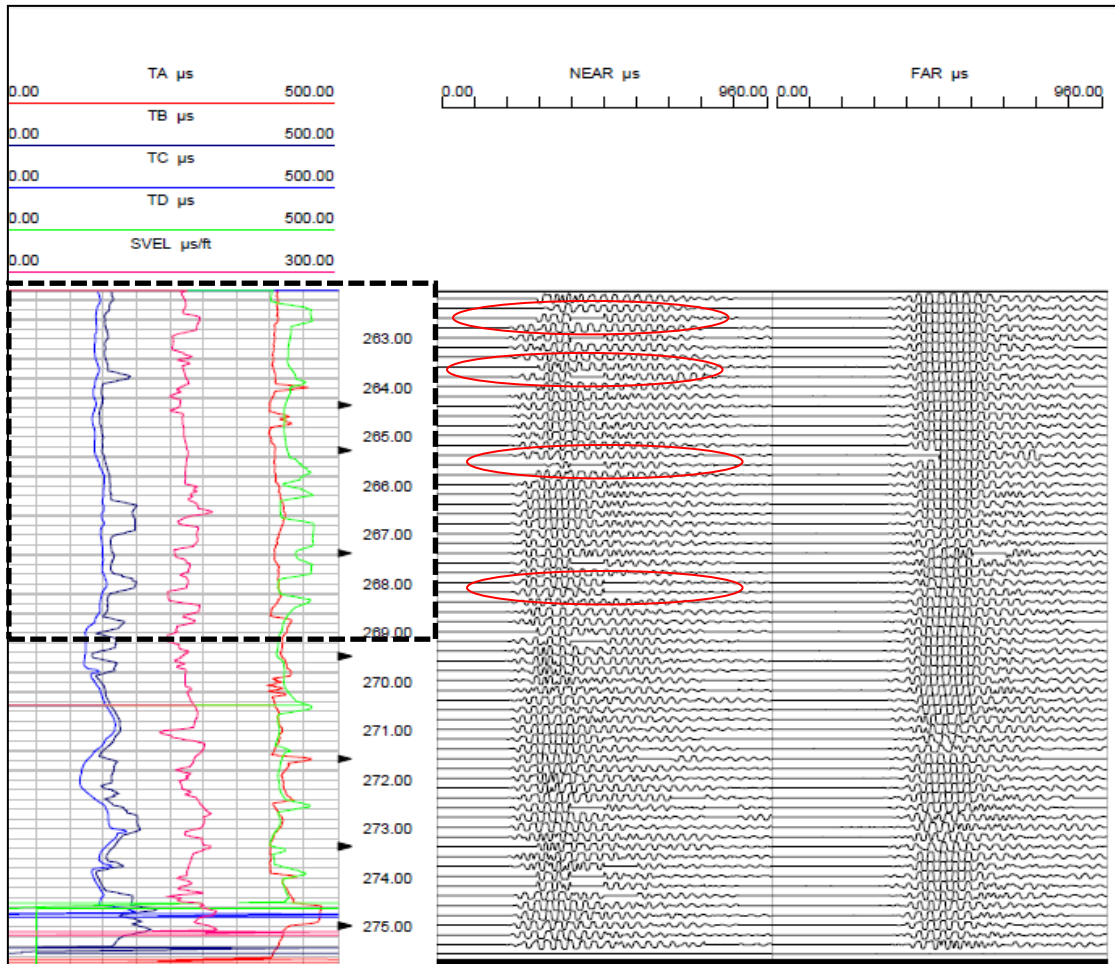 TA µs
0.00 500.00
TB µs
0.00 500.00
TC µs
0.00 500.00
TD µs
0.00 500.00
SVEL µs/ft
0.00 300.00
NEAR µs
0.00 960.00
FAR µs
0.00 960.00
263.00
264.00
265.00
266.00
267.00
268.00
269.00
270.00
271.00
272.00
273.00
274.00
275.00